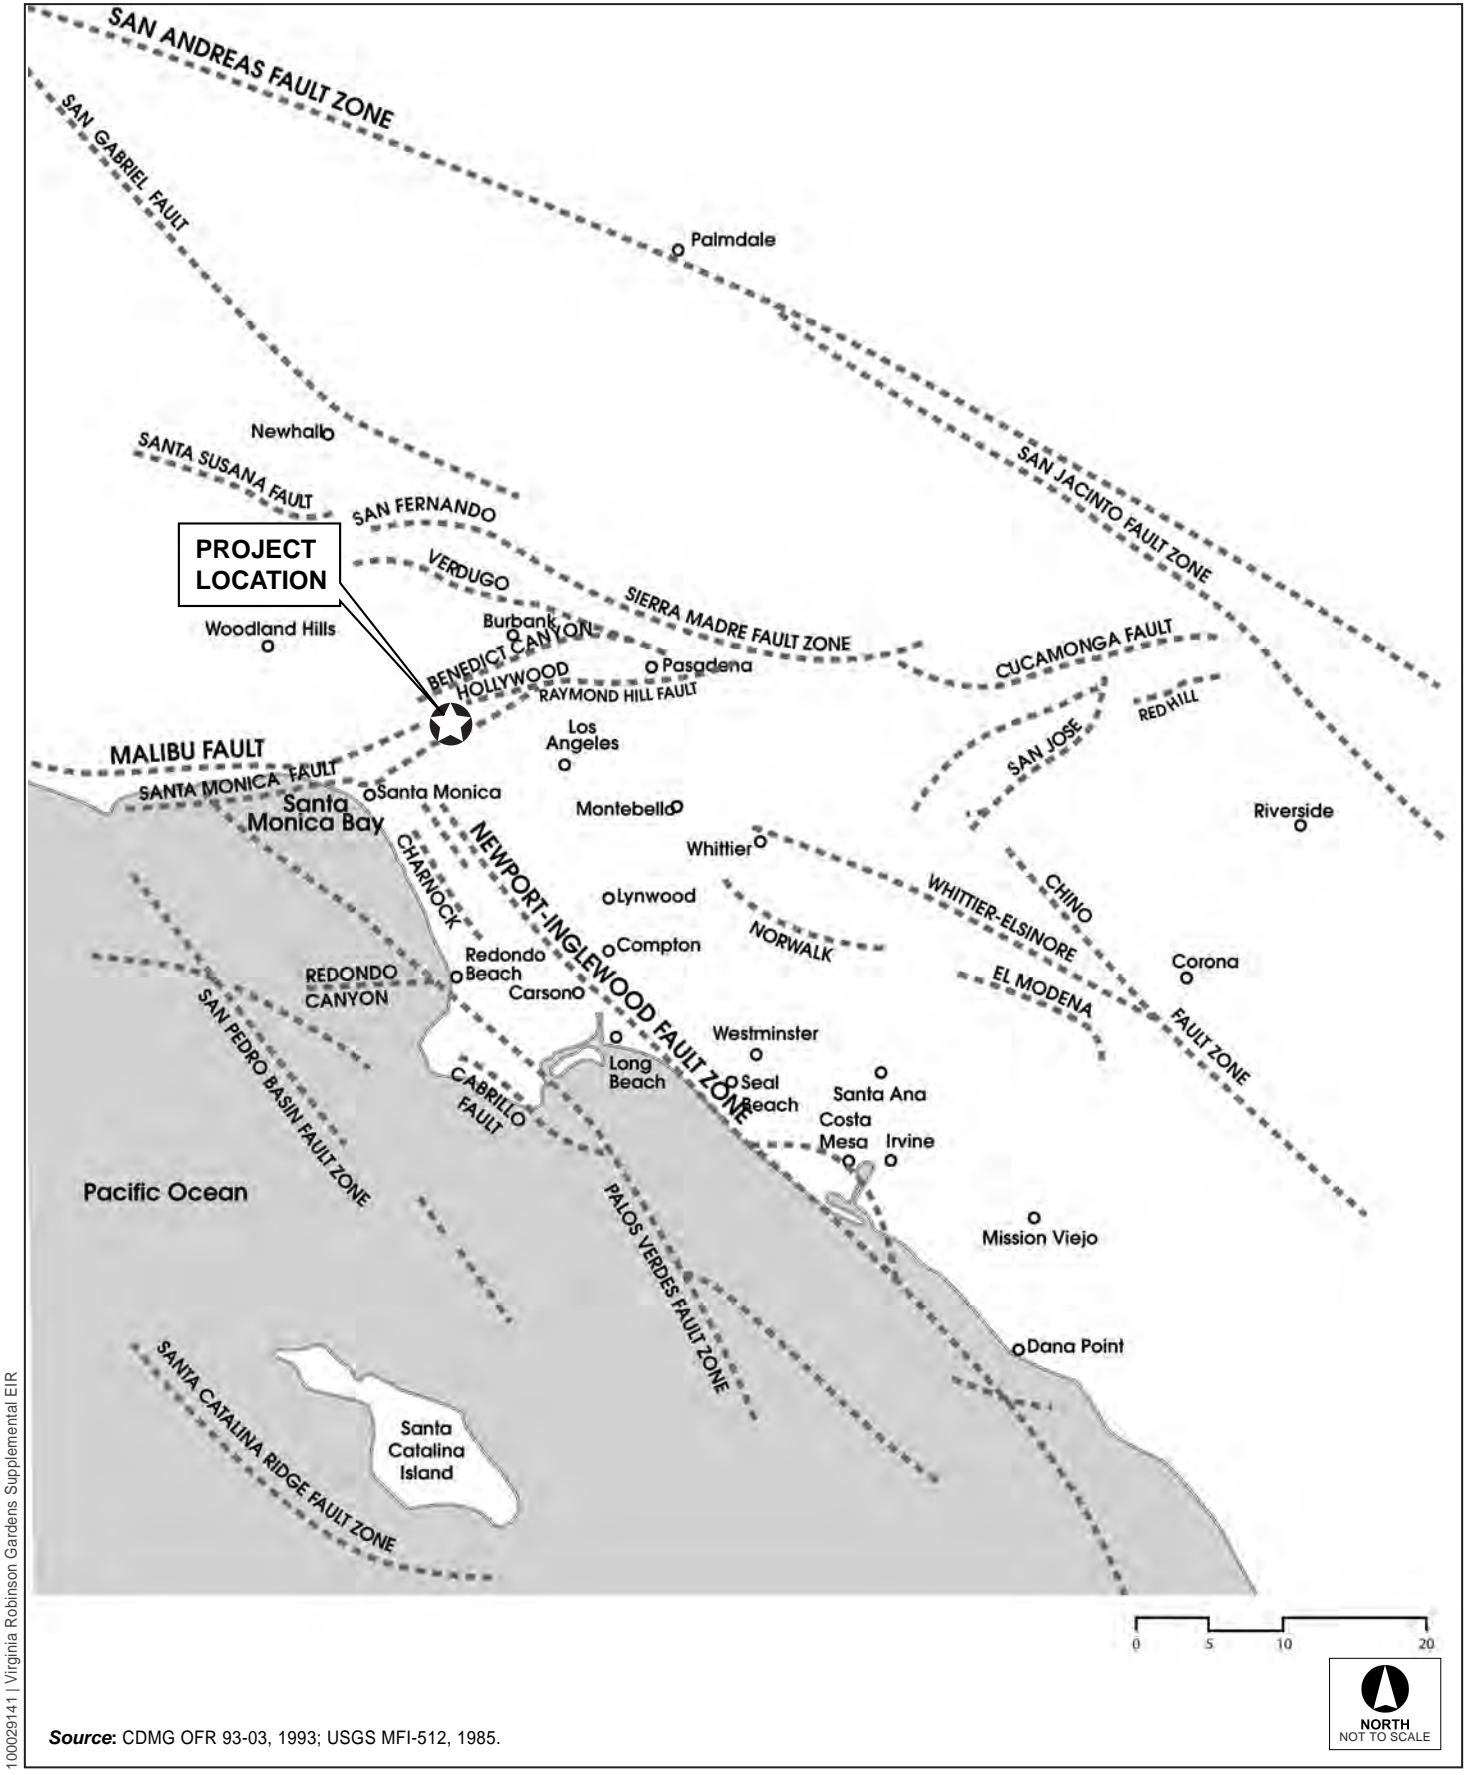 SAN ANDREAS FAULT ZONE
SAN GABRIEL FAULT
Palmdale
Newhall
SANTA SUSANA FAULT
SAN FERNANDO
SAN JACINTO FAULT ZONE
PROJECT
LOCATION
VERDUGO
SIERRA MADRE FAULT ZONE
Woodland Hills
Burbank
BENEDICT CANYON
HOLLYWOOD
Pasadena
RAYMOND HILL FAULT
CUCAMONGA FAULT
RED HILL
SAN JOSE
Los
Angeles
MALIBU FAULT
SANTA MONICA FAULT
Santa
Monica Bay
Santa Monica
Montebello
Riverside
Whittier
CHARNOCK
NEWPORT-INGLEWOOD FAULT ZONE
Lynwood
WHITTIER-ELSINORE
FAULT ZONE
CHINO
NORWALK
Compton
Redondo
Beach
Carson
REDONDO
CANYON
EL MODENA
Corona
SAN PEDRO BASIN FAULT ZONE
Westminster
Long
Beach
Seal
Beach
Santa Ana
CABRILLO
FAULT
Costa
Mesa
Irvine
Pacific Ocean
PALOS VERDES FAULT ZONE
Mission Viejo
Dana Point
SANTA CATALINA RIDGE FAULT ZONE
Santa
Catalina
Island
0 5 10 20
NORTH
NOT TO SCALE
Source: CDMG OFR 93-03, 1993; USGS MFI-512, 1985.
100029141 | Virginia Robinson Gardens Supplemental EIR